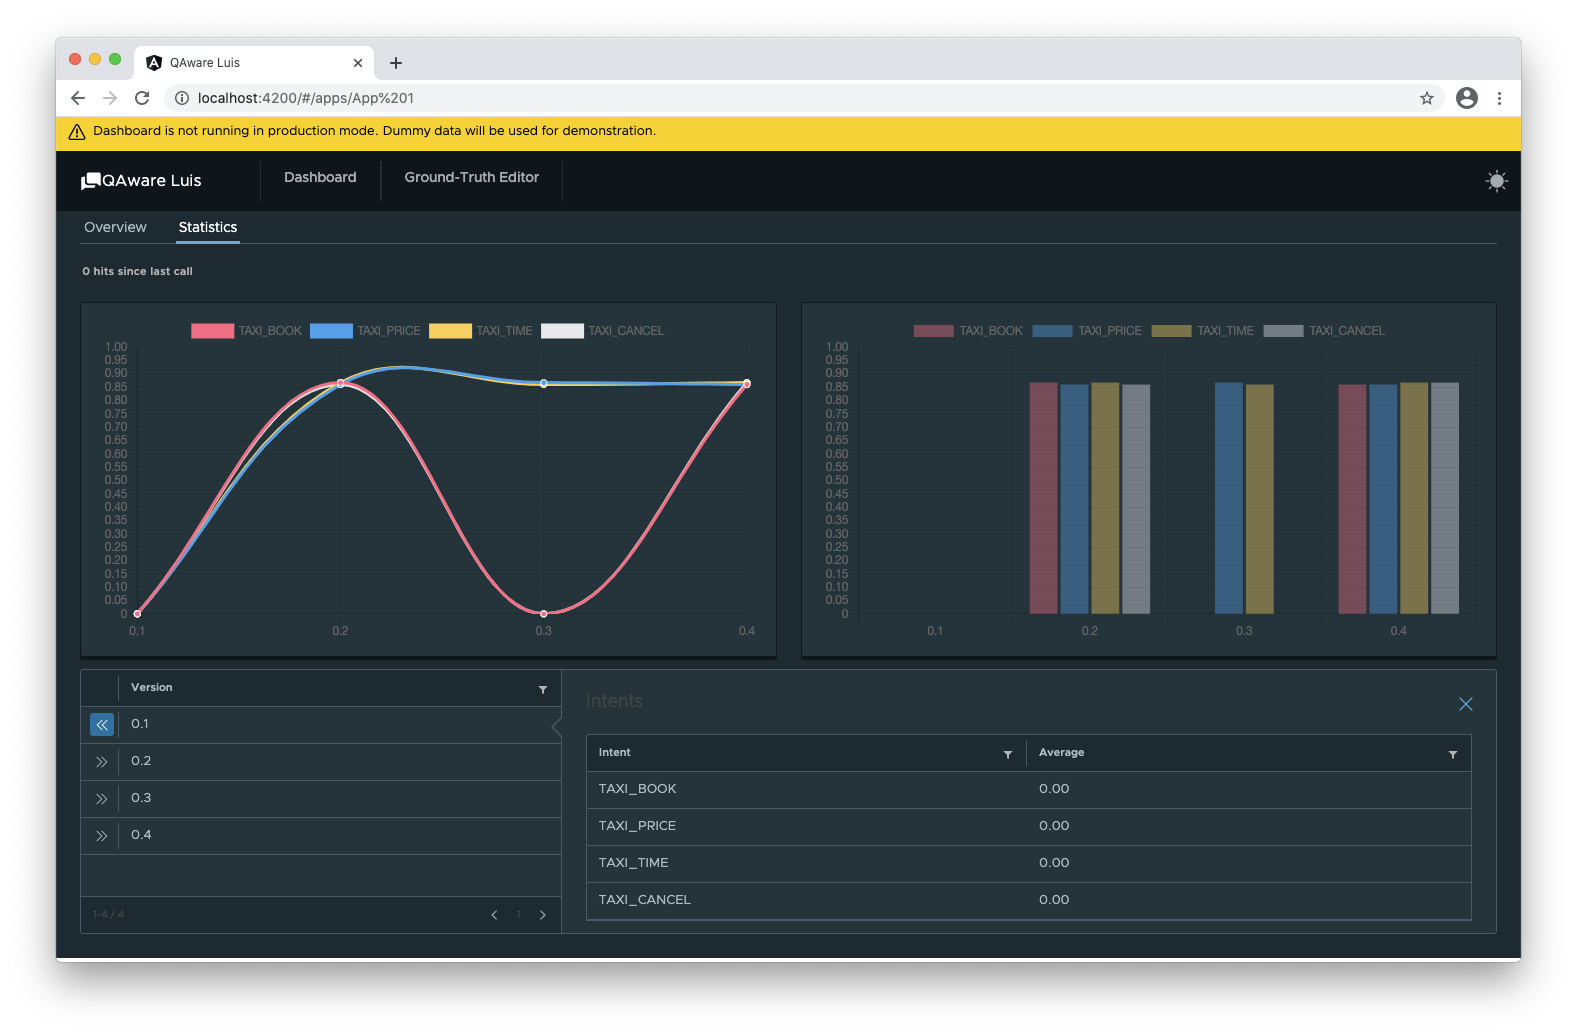 QAware Luis
localhost:4200/#/apps/App%201
Dashboard is not running in production mode. Dummy data will be used for demonstration.
QAware Luis
Dashboard
Ground-Truth Editor
Overview
Statistics
0 hits since last call
TAXI_BOOK TAXI_PRICE TAXI_TIME TAXI_CANCEL
1.00
0.95
0.90
0.85
0.80
0.75
0.70
0.65
0.60
0.55
0.50
0.45
0.40
0.35
0.30
0.25
0.20
0.15
0.10
0.05
0
0.1 0.2 0.3 0.4
TAXI_BOOK TAXI_PRICE TAXI_TIME TAXI_CANCEL
1.00
0.95
0.90
0.85
0.80
0.75
0.70
0.65
0.60
0.55
0.50
0.45
0.40
0.35
0.30
0.25
0.20
0.15
0.10
0.05
0
0.1 0.2 0.3 0.4
Version
0.1
0.2
0.3
0.4
1-4 / 4
1
Intents
Intent Average
TAXI_BOOK 0.00
TAXI_PRICE 0.00
TAXI_TIME 0.00
TAXI_CANCEL 0.00